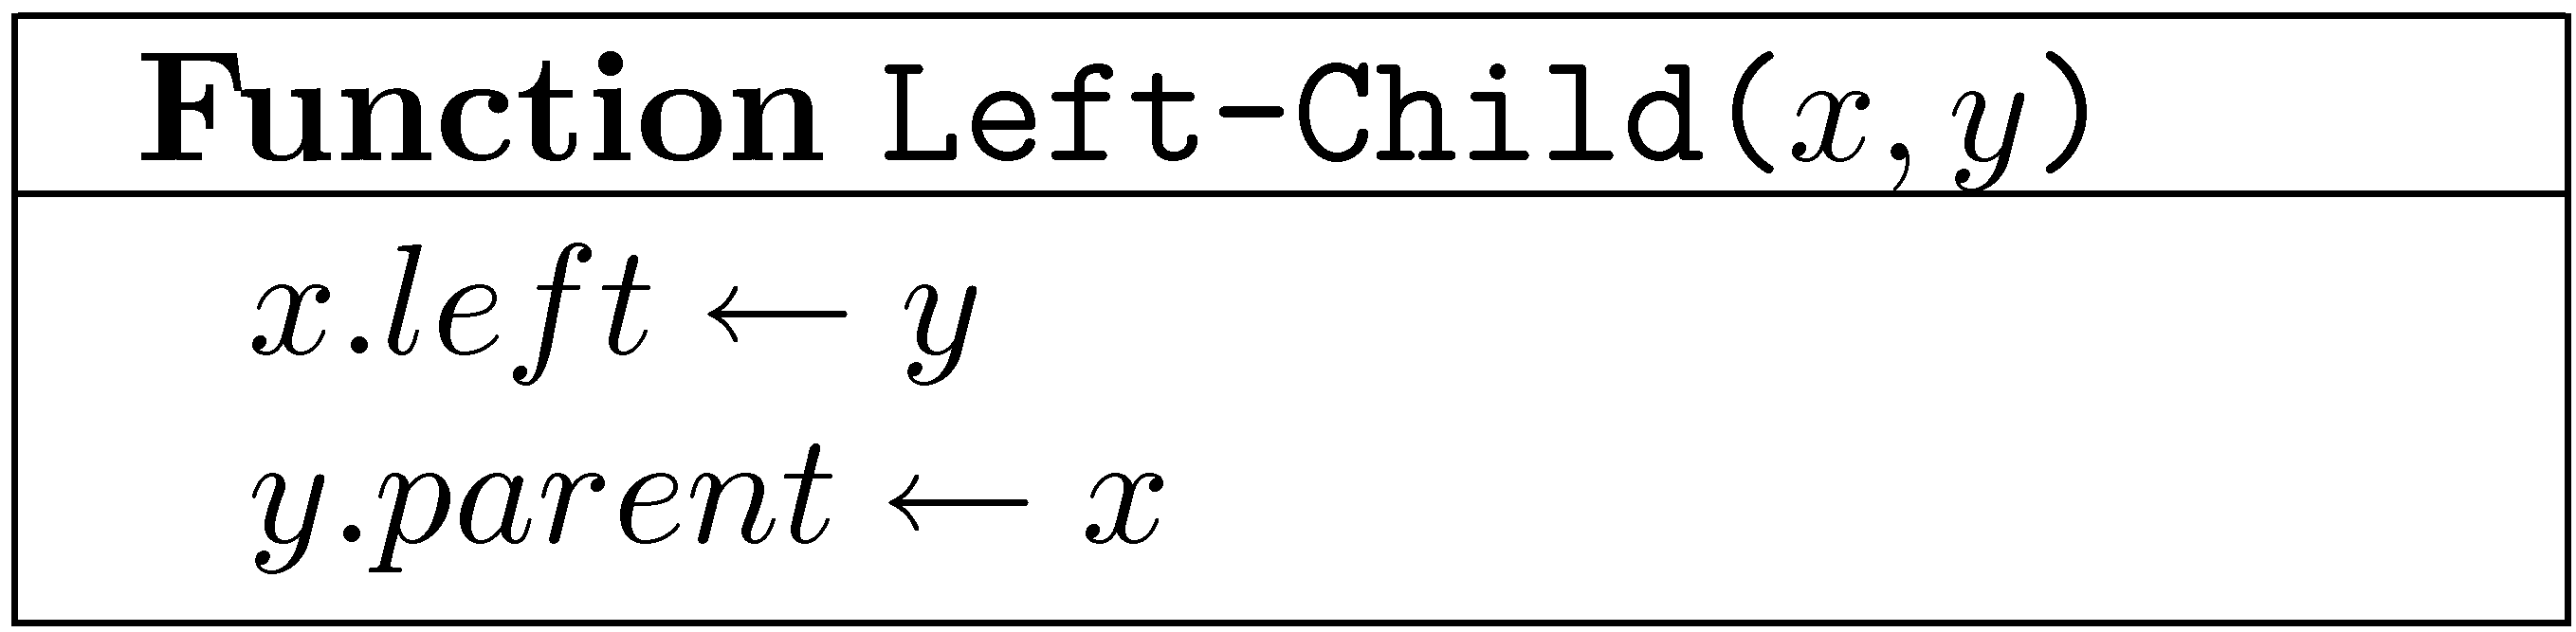 Function Left-Child(x, y)
x.left ← y
y.parent ← x